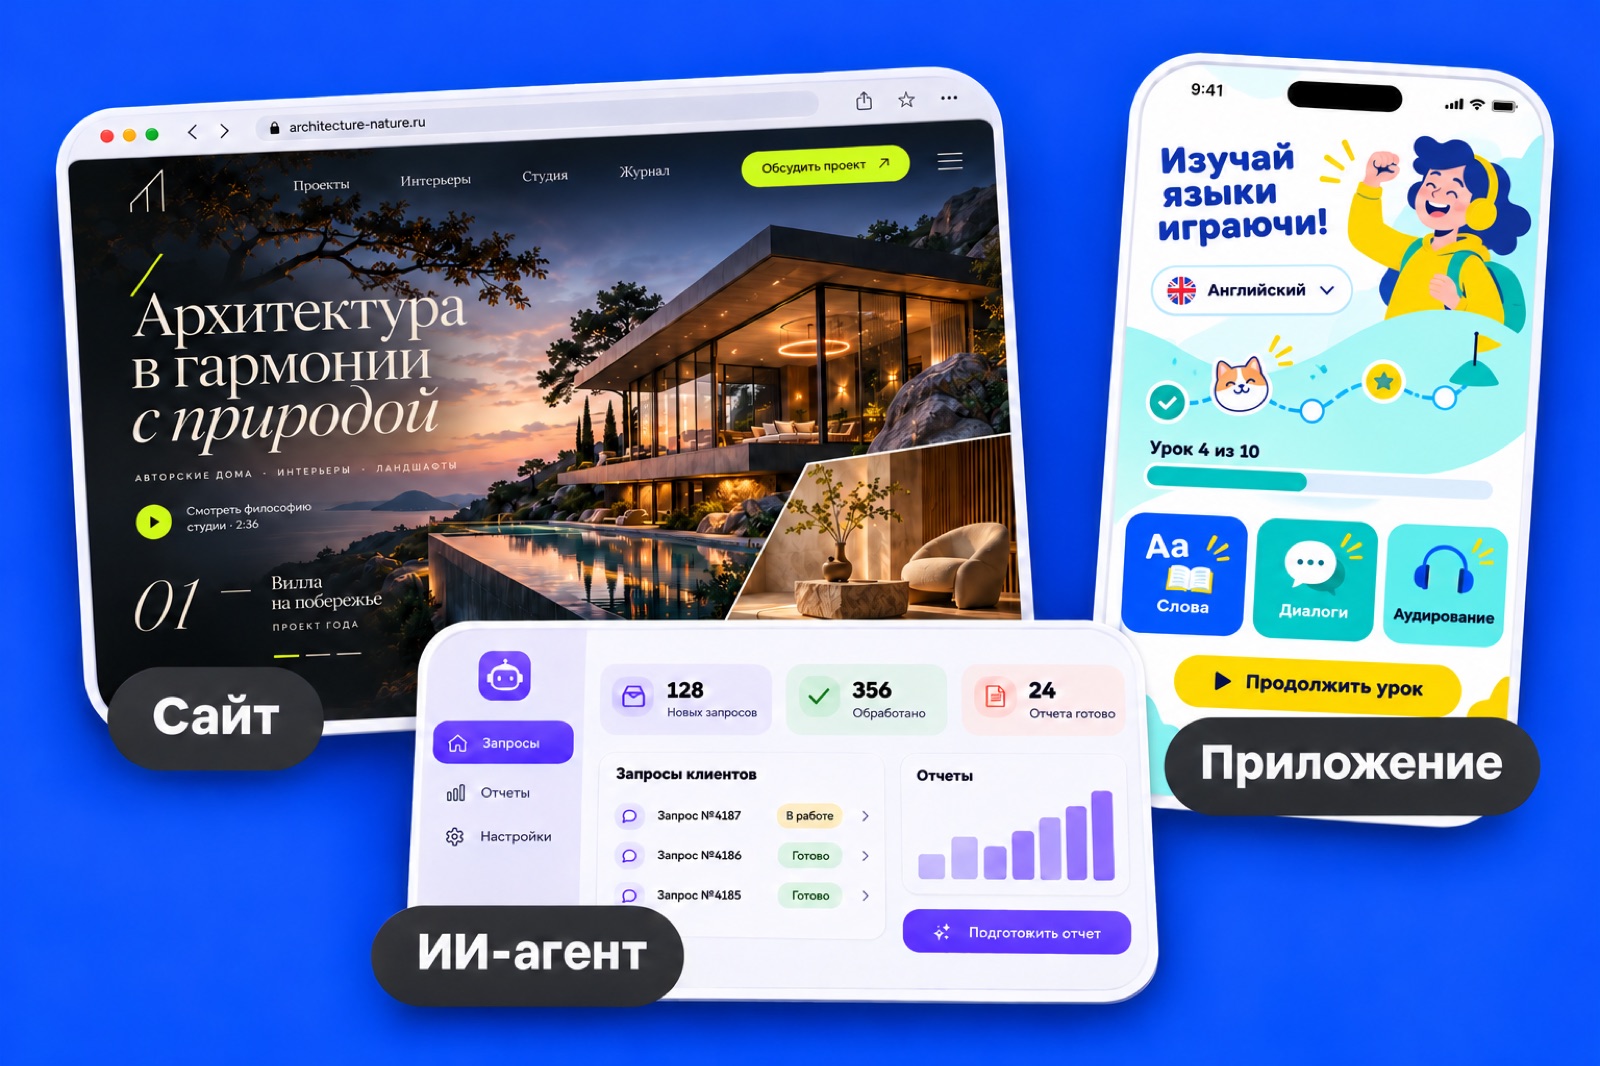 architecture-nature.ru
Проекты
Интерьеры
Студия
Журнал
Обсудить проект
Архитектура
в гармонии
с природой
АВТОРСКИЕ ДОМА · ИНТЕРЬЕРЫ · ЛАНДШАФТЫ
Смотреть философию
студии · 2:36
01
Вилла
на побережье
ПРОЕКТ ГОДА
Сайт
9:41
Изучай
языки
играючи!
Английский
Урок 4 из 10
Aa
Слова
Диалоги
Аудирование
Продолжить урок
Приложение
Запросы
Отчеты
Настройки
128
Новых запросов
356
Обработано
24
Отчета готово
Запросы клиентов
Запрос №4187
В работе
Запрос №4186
Готово
Запрос №4185
Готово
Отчеты
Подготовить отчет
ИИ-агент